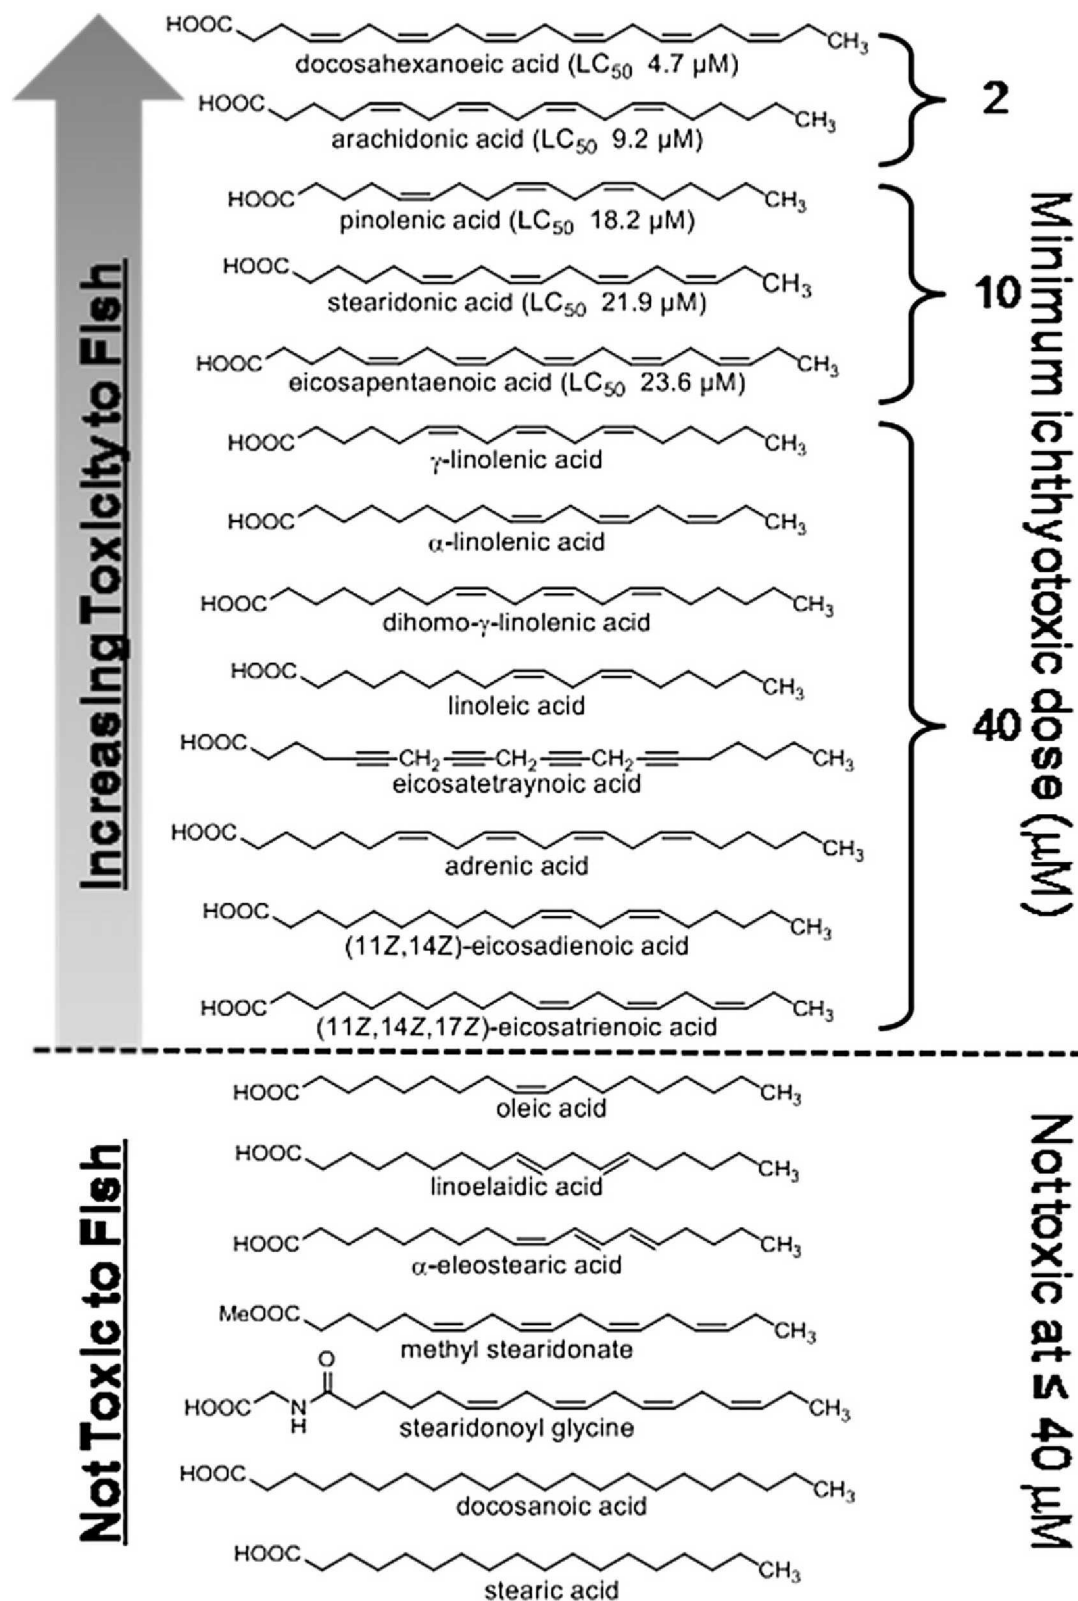 HOOC CH₃
docosahexanoeic acid (LC₅₀ 4.7 µM)
HOOC CH₃
arachidonic acid (LC₅₀ 9.2 µM)
2
HOOC CH₃
pinolenic acid (LC₅₀ 18.2 µM)
HOOC CH₃
stearidonic acid (LC₅₀ 21.9 µM)
HOOC CH₃
eicosapentaenoic acid (LC₅₀ 23.6 µM)
10
HOOC CH₃
γ-linolenic acid
HOOC CH₃
α-linolenic acid
HOOC CH₃
dihomo-γ-linolenic acid
HOOC CH₃
linoleic acid
HOOC CH₂ CH₂ CH₂ CH₃
eicosatetraynoic acid
HOOC CH₃
adrenic acid
HOOC CH₃
(11Z,14Z)-eicosadienoic acid
HOOC CH₃
(11Z,14Z,17Z)-eicosatrienoic acid
40
Increasing Toxicity to Fish
Minimum ichthyotoxic dose (µM)
HOOC CH₃
oleic acid
HOOC CH₃
linoelaidic acid
HOOC CH₃
α-eleostearic acid
MeOOC CH₃
methyl stearidonate
O
HOOC N H CH₃
stearidonoyl glycine
HOOC CH₃
docosanoic acid
HOOC CH₃
stearic acid
Not Toxic to Fish
Not toxic at ≤ 40 µM